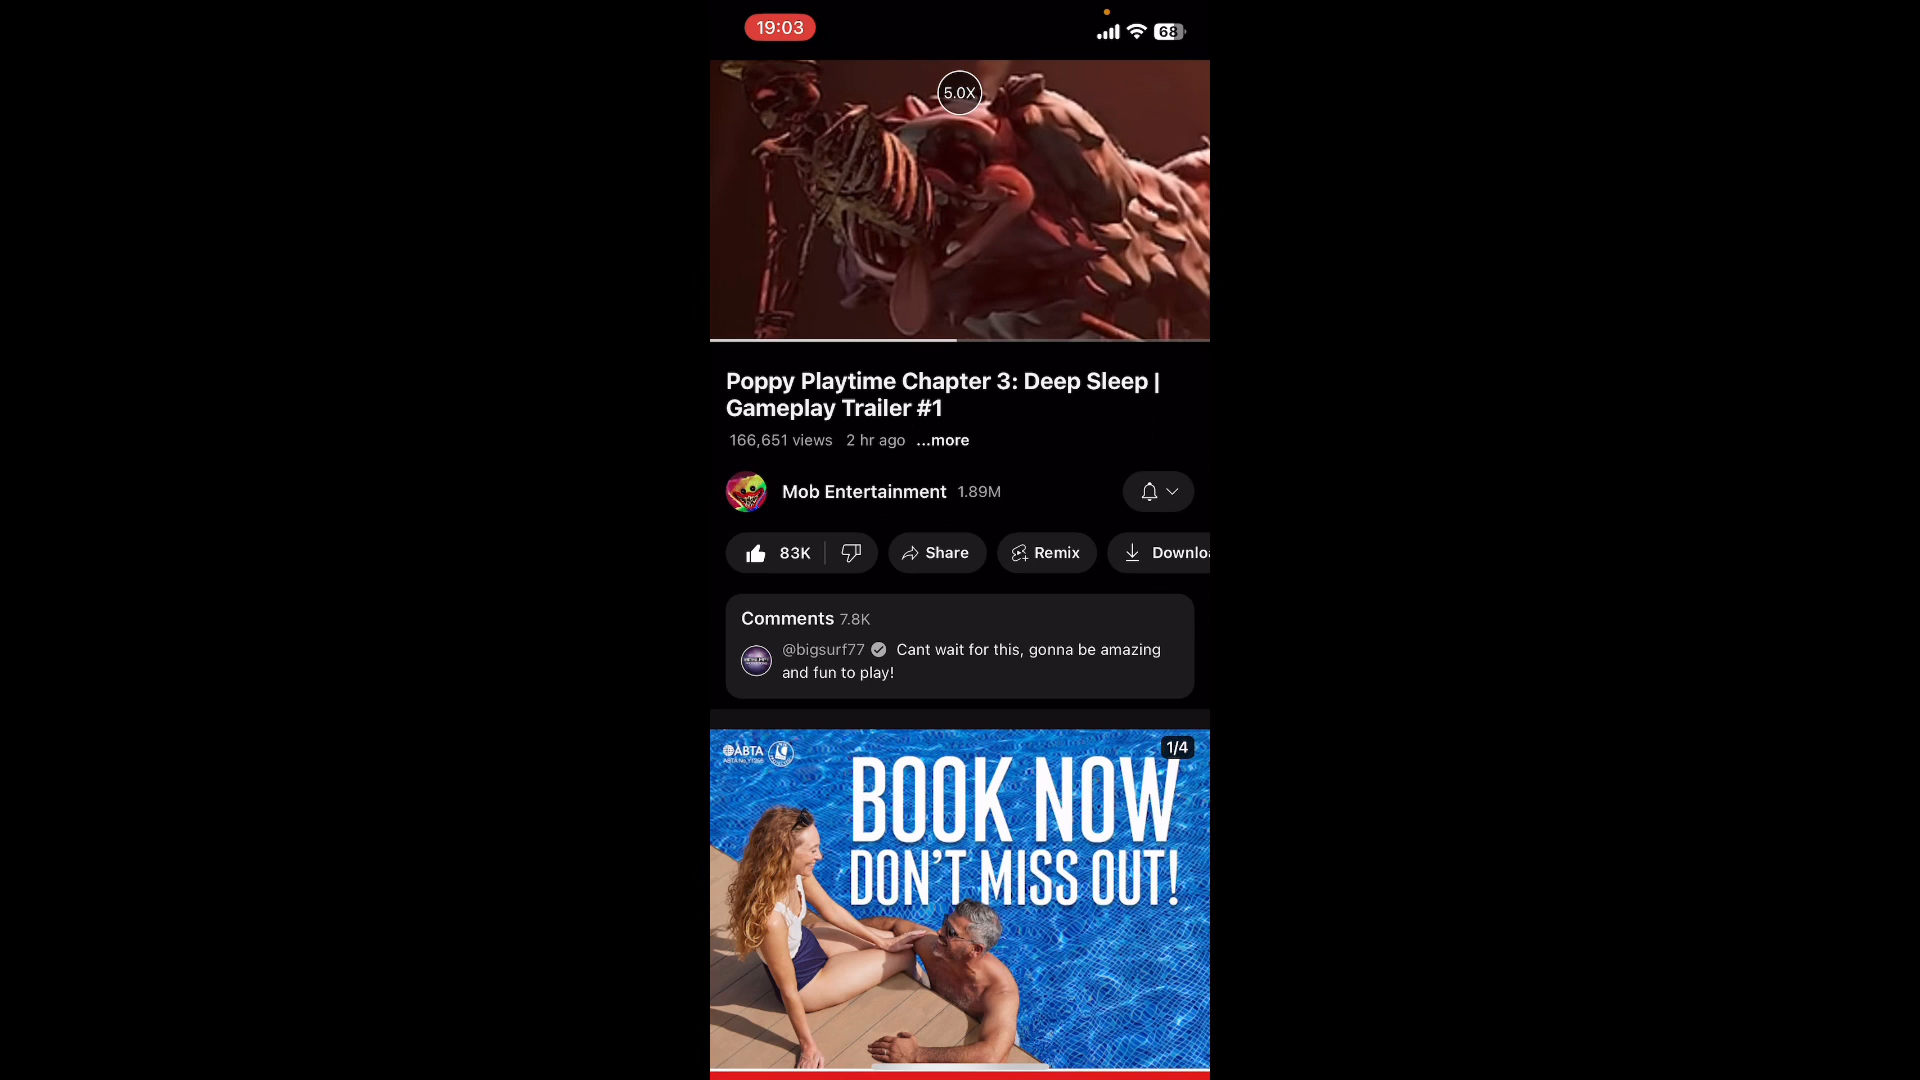 19:03
68
5.0X
Poppy Playtime Chapter 3: Deep Sleep |
Gameplay Trailer #1
166,651 views 2 hr ago ...more
Mob Entertainment 1.89M
83K Share Remix Downlo
Comments 7.8K
@bigsurf77 Cant wait for this, gonna be amazing
and fun to play!
ABTA
1/4
BOOK NOW
DON'T MISS OUT!